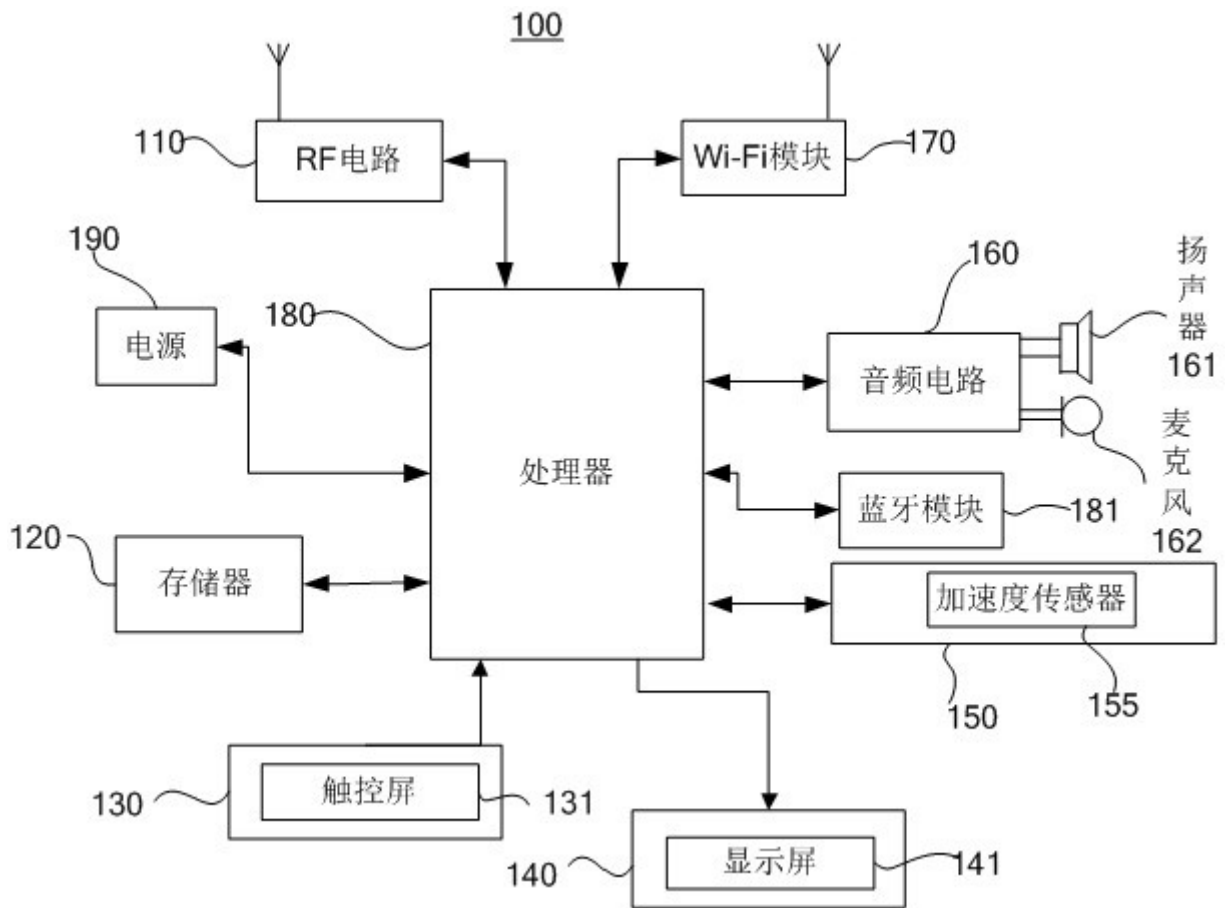 100
110
RF电路
Wi-Fi模块
170
190
电源
180
处理器
160
音频电路
扬声器
161
麦克风
162
蓝牙模块
181
120
存储器
加速度传感器
150
155
130
触控屏
131
140
显示屏
141